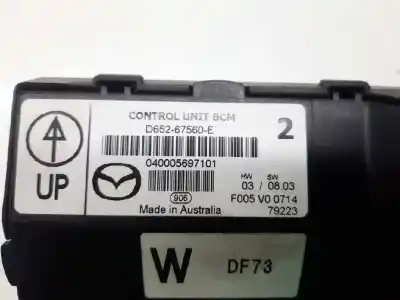 CONTROL UNIT BCM
D652-67560-E
2
040005697101
UP
HW SW
03 / 08.03
906
F005 V0 0714
Made in Australia
79223
W
DF73